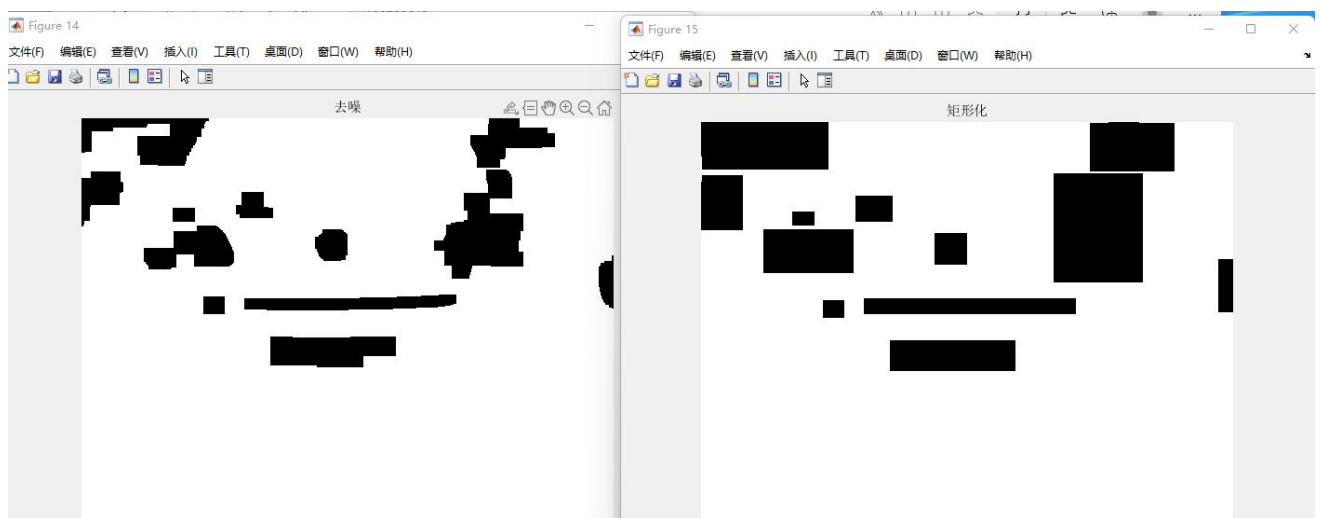 Figure 14
文件(F) 编辑(E) 查看(V) 插入(I) 工具(T) 桌面(D) 窗口(W) 帮助(H)
去噪
Figure 15
文件(F) 编辑(E) 查看(V) 插入(I) 工具(T) 桌面(D) 窗口(W) 帮助(H)
矩形化